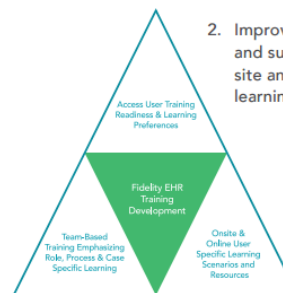 2. Improv
and su
site an
learnin
Access User Training
Readiness & Learning
Preferences
Fidelity EHR
Training
Development
Team-Based
Training Emphasizing
Role, Process & Case
Specific Learning
Onsite &
Online User
Specific Learning
Scenarios and
Resources